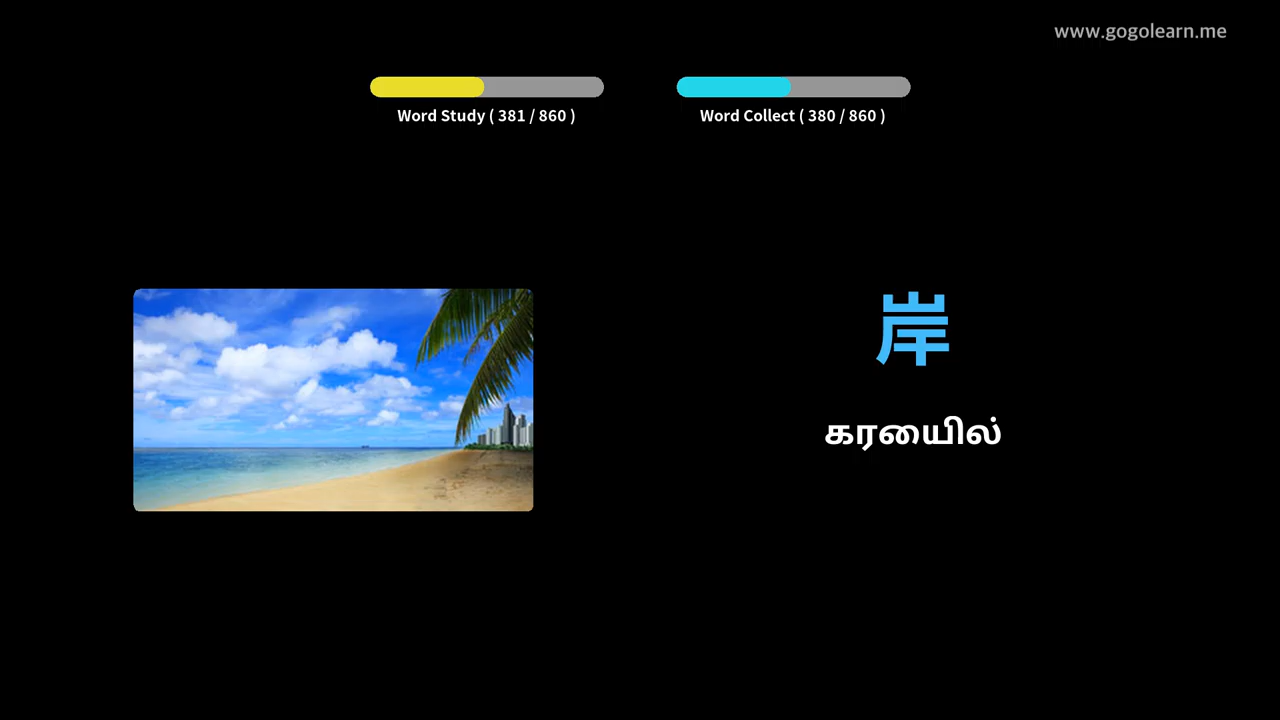 www.gogolearn.me
Word Study ( 381 / 860 )
Word Collect ( 380 / 860 )
岸
கரையில்